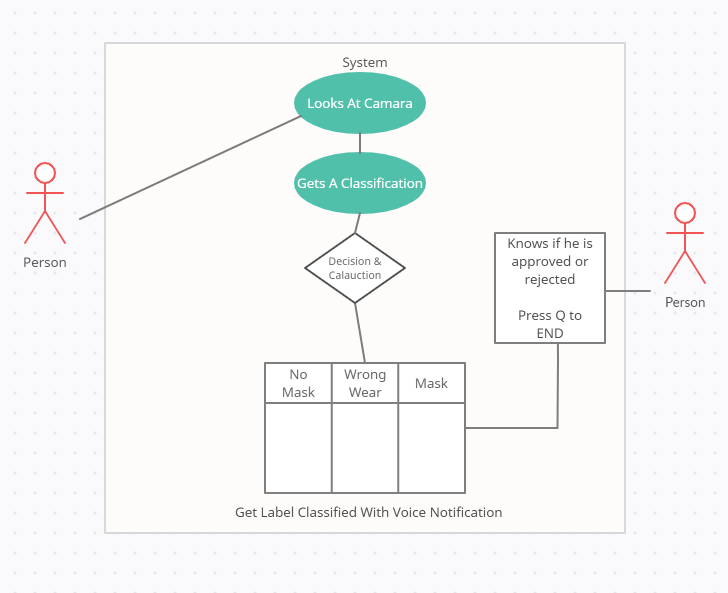 System
Looks At Camara
Gets A Classification
Person
Decision &
Calauction
Knows if he is
approved or
rejected
Press Q to
END
Person
No
Mask
Wrong
Wear
Mask
Get Label Classified With Voice Notification